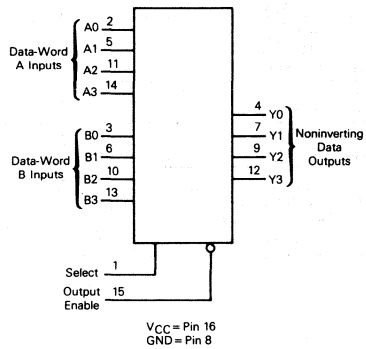 Data-Word
A Inputs
A0 2
A1 5
A2 11
A3 14
Data-Word
B Inputs
B0 3
B1 6
B2 10
B3 13
4 Y0
7 Y1
9 Y2
12 Y3
Noninverting
Data
Outputs
Select 1
Output
Enable
15
VCC = Pin 16
GND = Pin 8